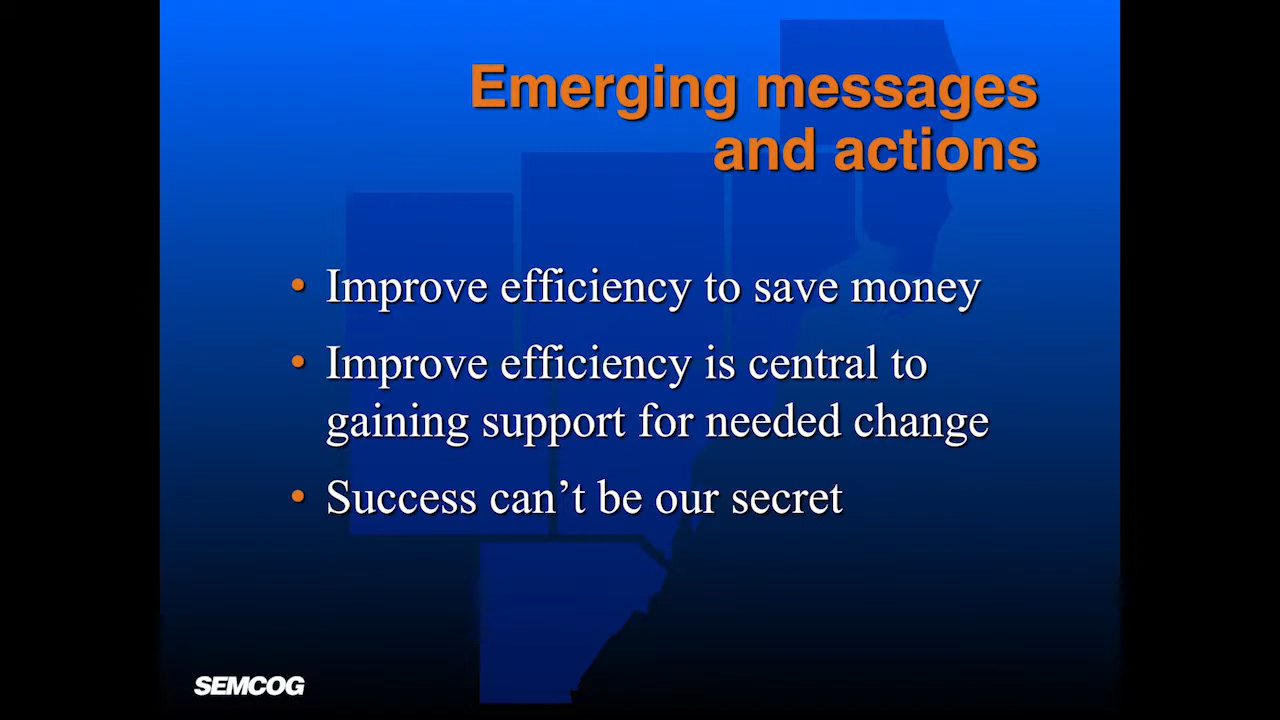 Emerging messages
and actions
• Improve efficiency to save money
• Improve efficiency is central to
gaining support for needed change
• Success can’t be our secret
SEMCOG